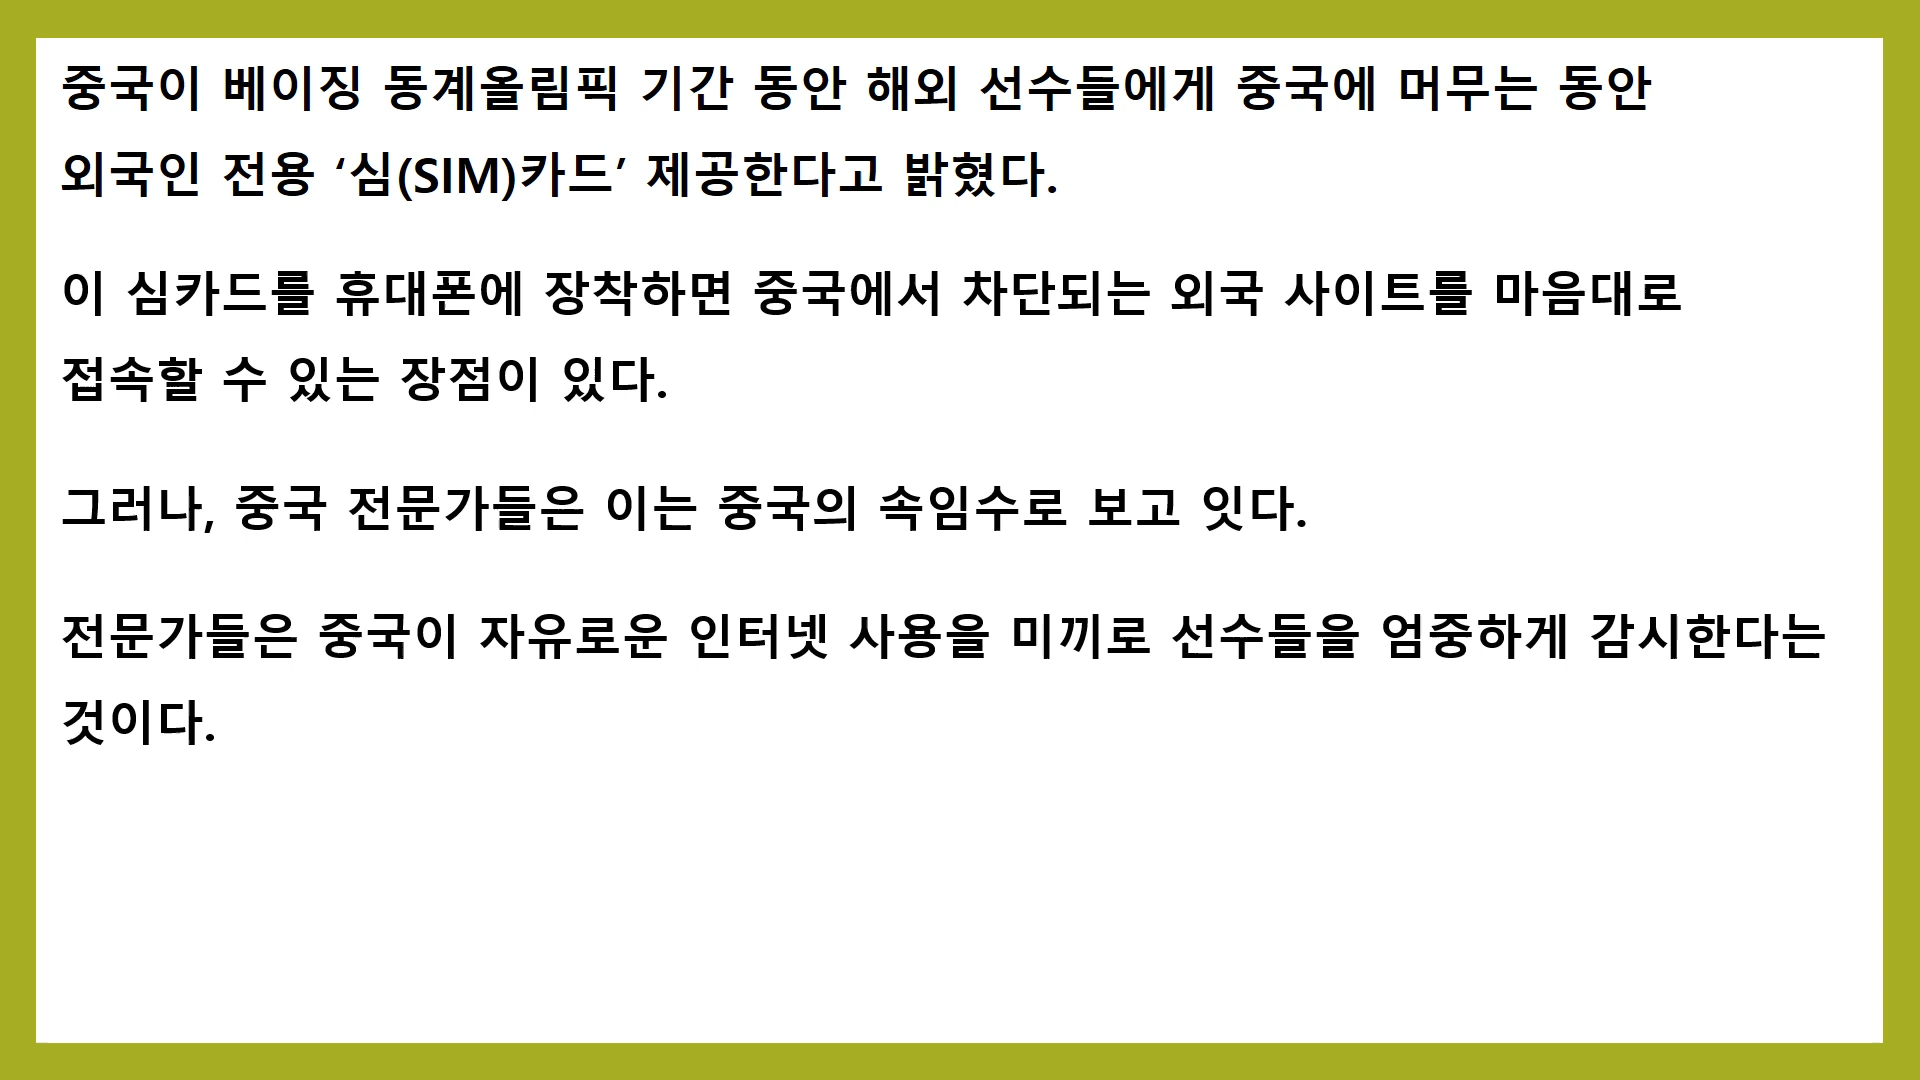 중국이 베이징 동계올림픽 기간 동안 해외 선수들에게 중국에 머무는 동안
외국인 전용 ‘심(SIM)카드’ 제공한다고 밝혔다.
이 심카드를 휴대폰에 장착하면 중국에서 차단되는 외국 사이트를 마음대로
접속할 수 있는 장점이 있다.
그러나, 중국 전문가들은 이는 중국의 속임수로 보고 잇다.
전문가들은 중국이 자유로운 인터넷 사용을 미끼로 선수들을 엄중하게 감시한다는
것이다.